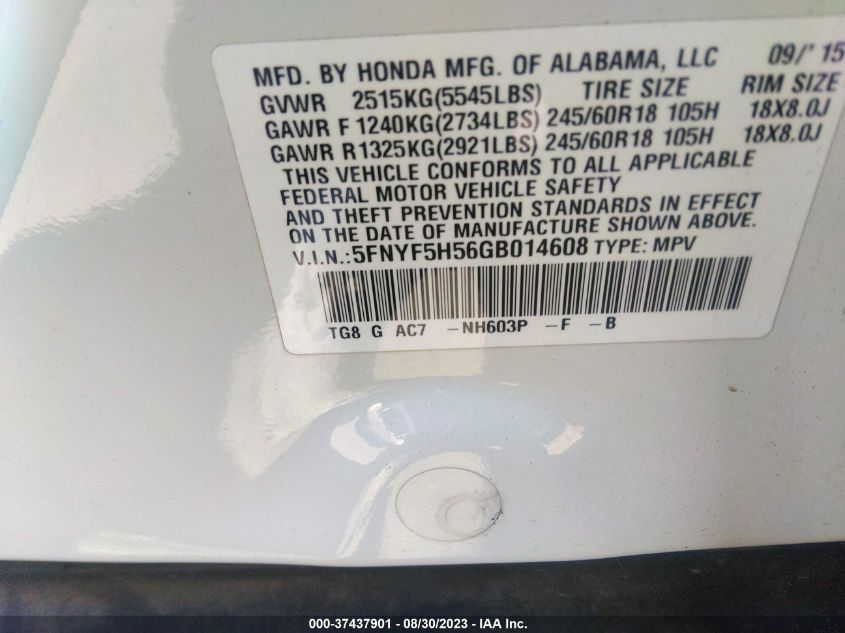 MFD. BY HONDA MFG. OF ALABAMA, LLC 09/' 15
GVWR 2515KG(5545LBS) TIRE SIZE RIM SIZE
GAWR F 1240KG(2734LBS) 245/60R18 105H 18X8.0J
GAWR R1325KG(2921LBS) 245/60R18 105H 18X8.0J
THIS VEHICLE CONFORMS TO ALL APPLICABLE
FEDERAL MOTOR VEHICLE SAFETY
AND THEFT PREVENTION STANDARDS IN EFFECT
ON THE DATE OF MANUFACTURE SHOWN ABOVE.
V.I.N.:5FNYF5H56GB014608 TYPE: MPV
TG8 G AC7 -NH603P -F -B
000-37437901 - 08/30/2023 - IAA Inc.